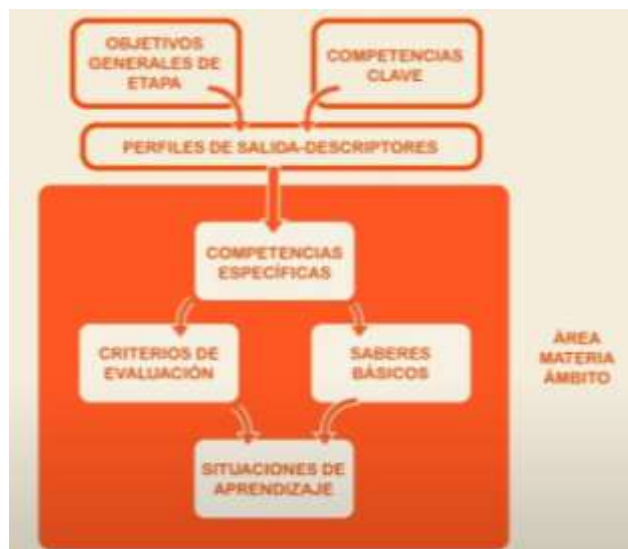 OBJETIVOS
GENERALES DE
ETAPA
COMPETENCIAS
CLAVE
PERFILES DE SALIDA-DESCRIPTORES
COMPETENCIAS
ESPECÍFICAS
CRITERIOS DE
EVALUACIÓN
SABERES
BÁSICOS
ÁREA
MATERIA
ÁMBITO
SITUACIONES DE
APRENDIZAJE